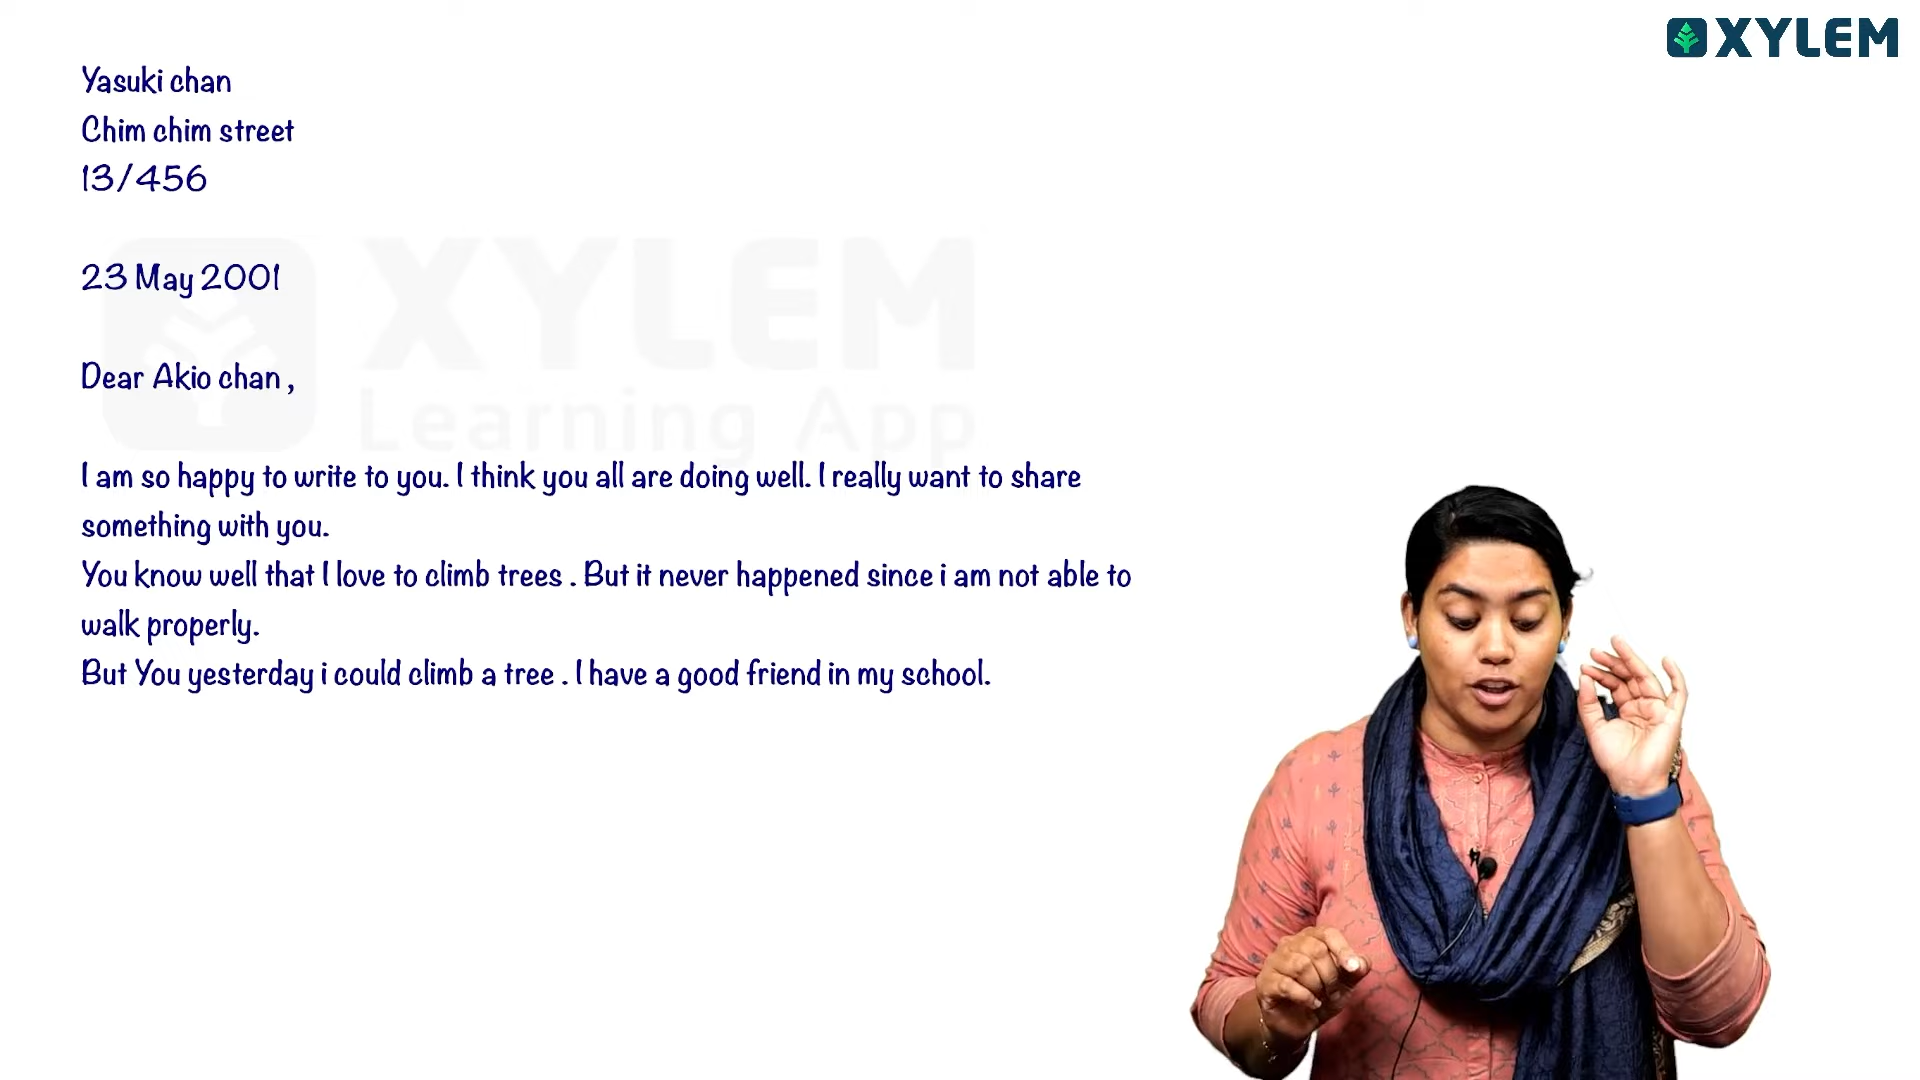 XYLEM
Yasuki chan
Chim chim street
13/456
23 May 2001
XYLEM
Learning App
Dear Akio chan ,
I am so happy to write to you. I think you all are doing well. I really want to share
something with you.
You know well that I love to climb trees . But it never happened since i am not able to
walk properly.
But You yesterday i could climb a tree . I have a good friend in my school.